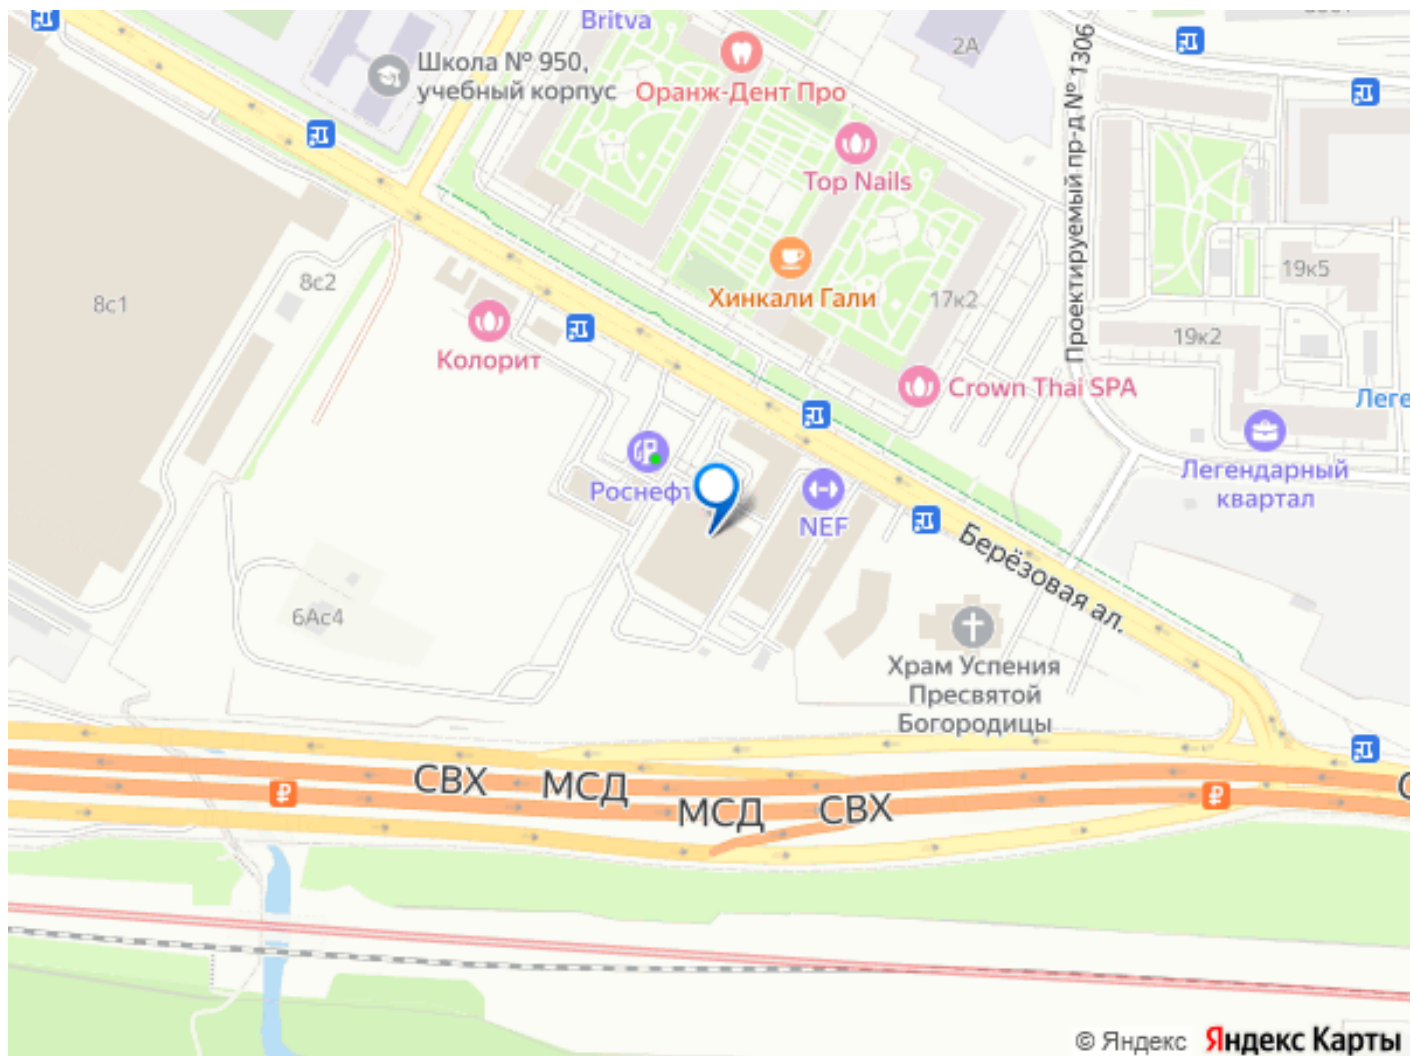 Britva
Школа № 950,
учебный корпус
Оранж-Дент Про
2А
Проектируемый пр-д № 1306
Top Nails
8с2
8с1
Хинкали Гали
17к2
19к5
19к2
Колорит
Crown Thai SPA
Леге
Легендарный
квартал
Роснефт
NEF
Берёзовая ал.
6Ас4
Храм Успения
Пресвятой
Богородицы
СВХ
МСД
МСД
СВХ
С
© Яндекс Яндекс Карты